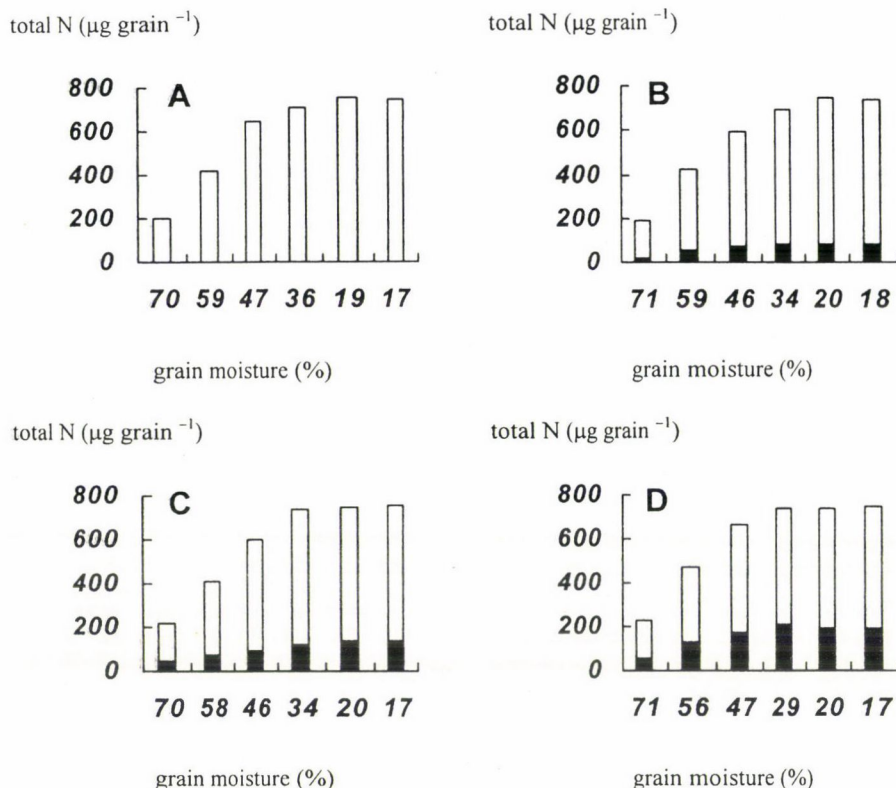 total N (µg grain ⁻¹)
total N (µg grain ⁻¹)
A
800
600
400
200
0
70 59 47 36 19 17
grain moisture (%)
B
800
600
400
200
0
71 59 46 34 20 18
grain moisture (%)
total N (µg grain ⁻¹)
total N (µg grain ⁻¹)
C
800
600
400
200
0
70 58 46 34 20 17
grain moisture (%)
D
800
600
400
200
0
71 56 47 29 20 17
grain moisture (%)